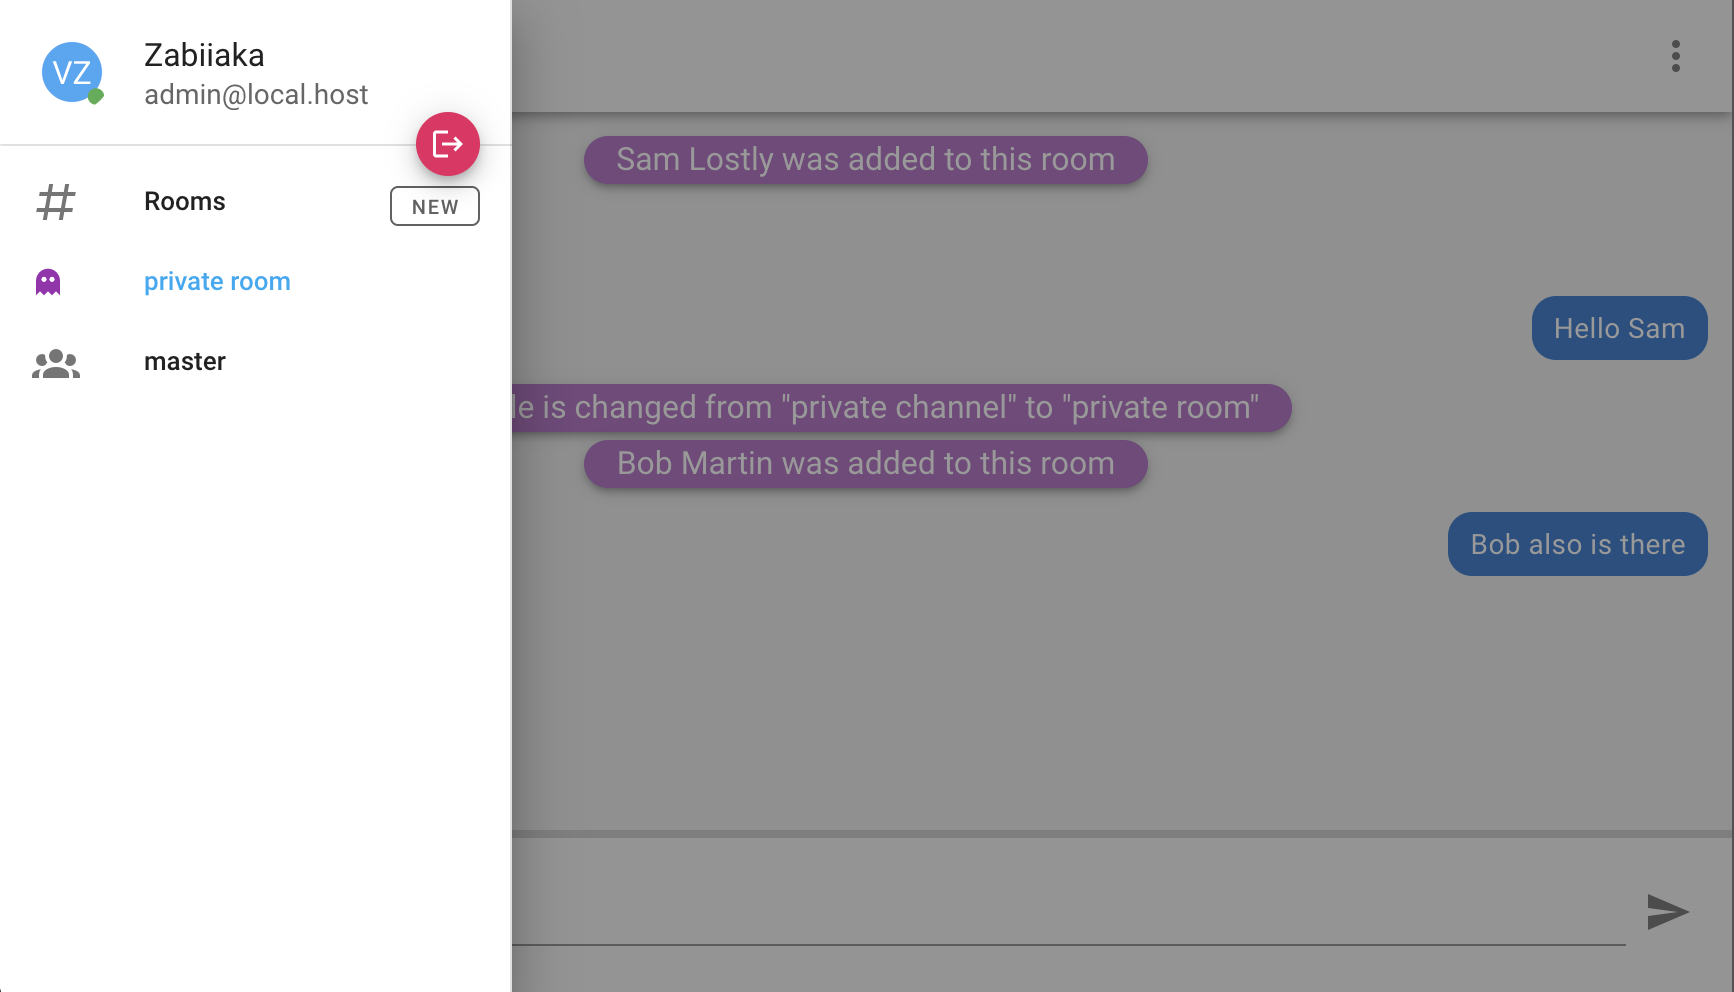 VZ
Zabiiaka
admin@local.host
Rooms
NEW
private room
master
Sam Lostly was added to this room
Hello Sam
is changed from "private channel" to "private room"
Bob Martin was added to this room
Bob also is there